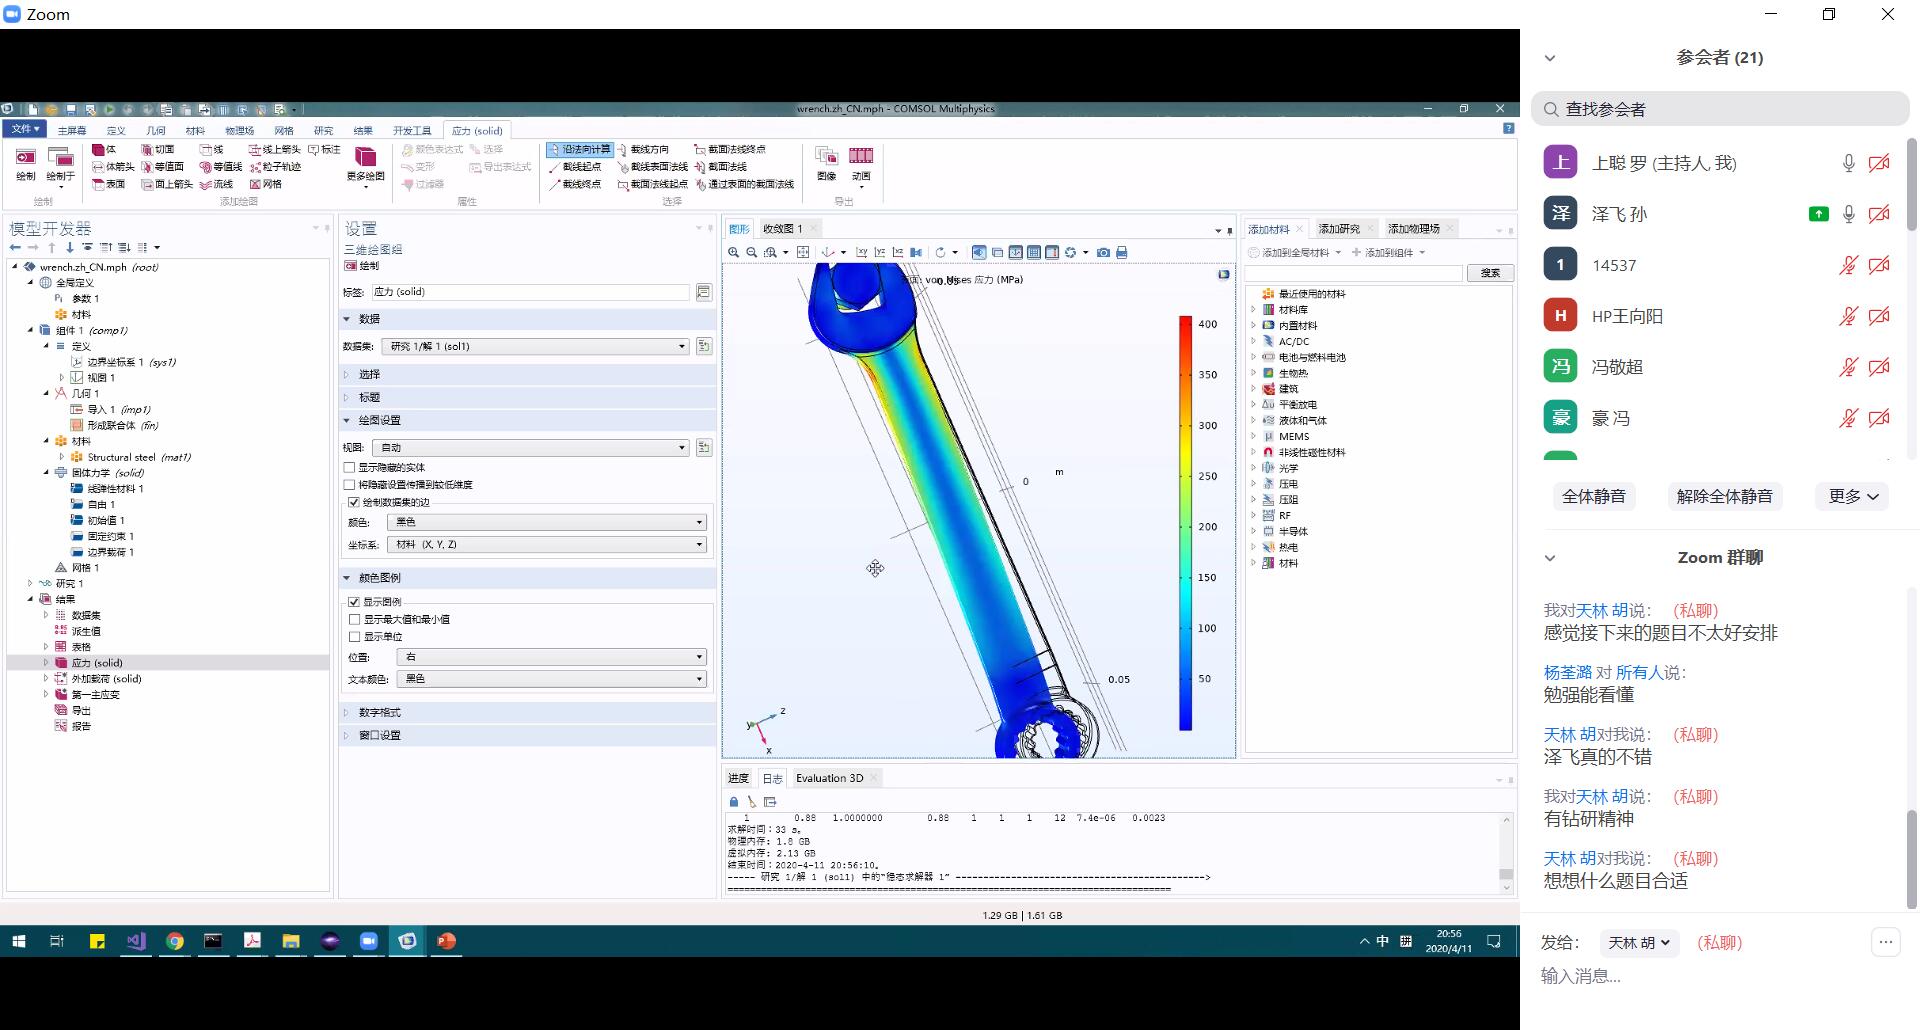 Zoom
wrench.zh_CN.mph - COMSOL Multiphysics
文件
主屏幕
定义
几何
材料
物理场
网格
研究
结果
开发工具
应力 (solid)
绘制
绘制于
体
切面
线
线上箭头
标注
体箭头
等值面
等值线
粒子轨迹
表面
面上箭头
流线
网格
更多绘图
颜色表达式
选择
变形
导出表达式
过滤器
沿法向计算
截线方向
截面法线终点
截线起点
截线表面法线
截面法线
截线终点
截面法线起点
通过表面的截面法线
图像
动画
绘制
添加绘图
属性
选择
导出
模型开发器
wrench.zh_CN.mph (root)
全局定义
Pi 参数 1
材料
组件 1 (comp1)
定义
边界坐标系 1 (sys1)
视图 1
几何 1
导入 1 (imp1)
形成联合体 (fin)
材料
Structural steel (mat1)
固体力学 (solid)
线弹性材料 1
自由 1
初始值 1
固定约束 1
边界载荷 1
网格 1
研究 1
结果
数据集
派生值
表格
应力 (solid)
外加载荷 (solid)
第一主应变
导出
报告
设置
三维绘图组
绘制
标签: 应力 (solid)
数据
数据集: 研究 1/解 1 (sol1)
选择
标题
绘图设置
视图: 自动
显示隐藏的实体
将隐藏设置传播到较低维度
绘制数据集的边
颜色: 黑色
坐标系: 材料 (X, Y, Z)
颜色图例
显示图例
显示最大值和最小值
显示单位
位置: 右
文本颜色: 黑色
数字格式
窗口设置
图形
收敛图 1
von Mises 应力 (MPa)
m
0
0.05
400
350
300
250
200
150
100
50
y
z
x
进度
日志
Evaluation 3D
1 0.88 1.0000000 0.88 1 1 1 12 7.4e-06 0.0023
求解时间：33 s。
物理内存: 1.8 GB
虚拟内存: 2.13 GB
结束时间：2020-4-11 20:56:10。
----- 研究 1/解 1 (sol1) 中的“稳态求解器 1” ----------------------------------------->
添加材料
添加研究
添加物理场
添加到全局材料
添加到组件
搜索
最近使用的材料
材料库
内置材料
AC/DC
电池与燃料电池
生物热
建筑
平衡放电
液体和气体
MEMS
非线性磁性材料
光学
压电
压阻
RF
半导体
热电
材料
1.29 GB | 1.61 GB
中
拼
20:56
2020/4/11
参会者 (21)
查找参会者
上 上聪 罗 (主持人, 我)
泽 泽飞 孙
1 14537
H HP王向阳
冯 冯敬超
豪 豪 冯
全体静音
解除全体静音
更多
Zoom 群聊
我对天林 胡说: （私聊）
感觉接下来的题目不太好安排
杨荃潞 对 所有人说:
勉强能看懂
天林 胡对我说: （私聊）
泽飞真的不错
我对天林 胡说: （私聊）
有钻研精神
天林 胡对我说: （私聊）
想想什么题目合适
发给: 天林 胡 （私聊）
输入消息...